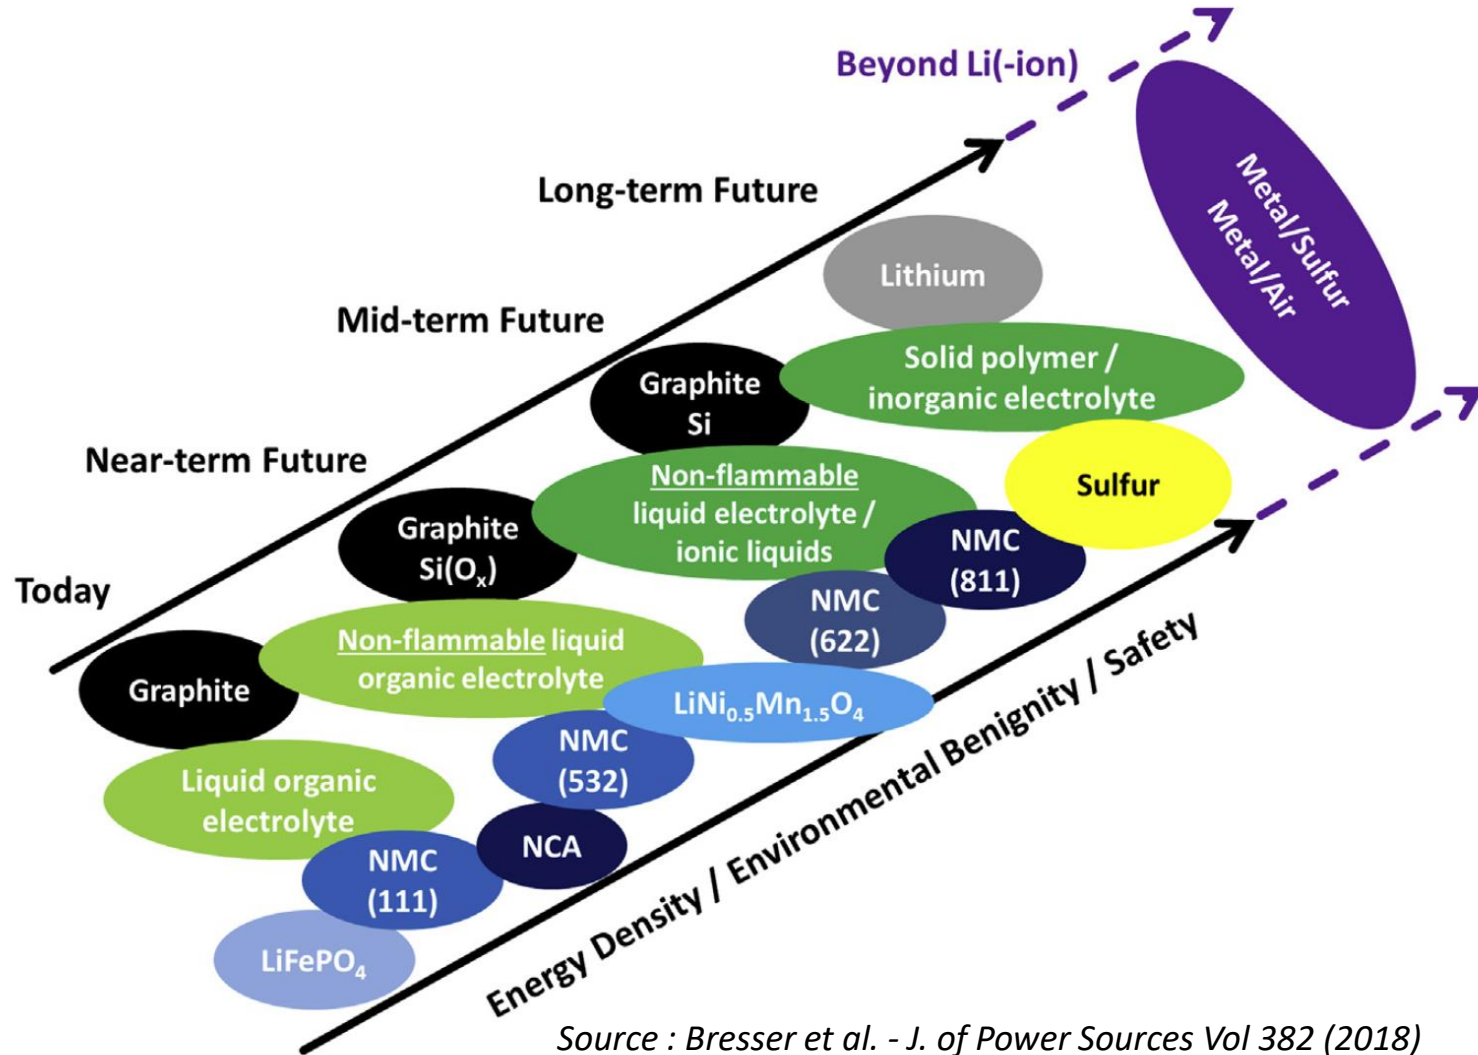 Beyond Li(-ion)
Metal/Sulfur
Metal/Air
Long-term Future
Lithium
Mid-term Future
Solid polymer /
inorganic electrolyte
Graphite
Si
Near-term Future
Non-flammable
liquid electrolyte /
ionic liquids
Sulfur
Graphite
Si(Oₓ)
NMC
(811)
Today
NMC
(622)
Non-flammable liquid
organic electrolyte
Graphite
LiNi₀.₅Mn₁.₅O₄
NMC
(532)
Liquid organic
electrolyte
NCA
NMC
(111)
LiFePO₄
Energy Density / Environmental Benignity / Safety
Source : Bresser et al. - J. of Power Sources Vol 382 (2018)